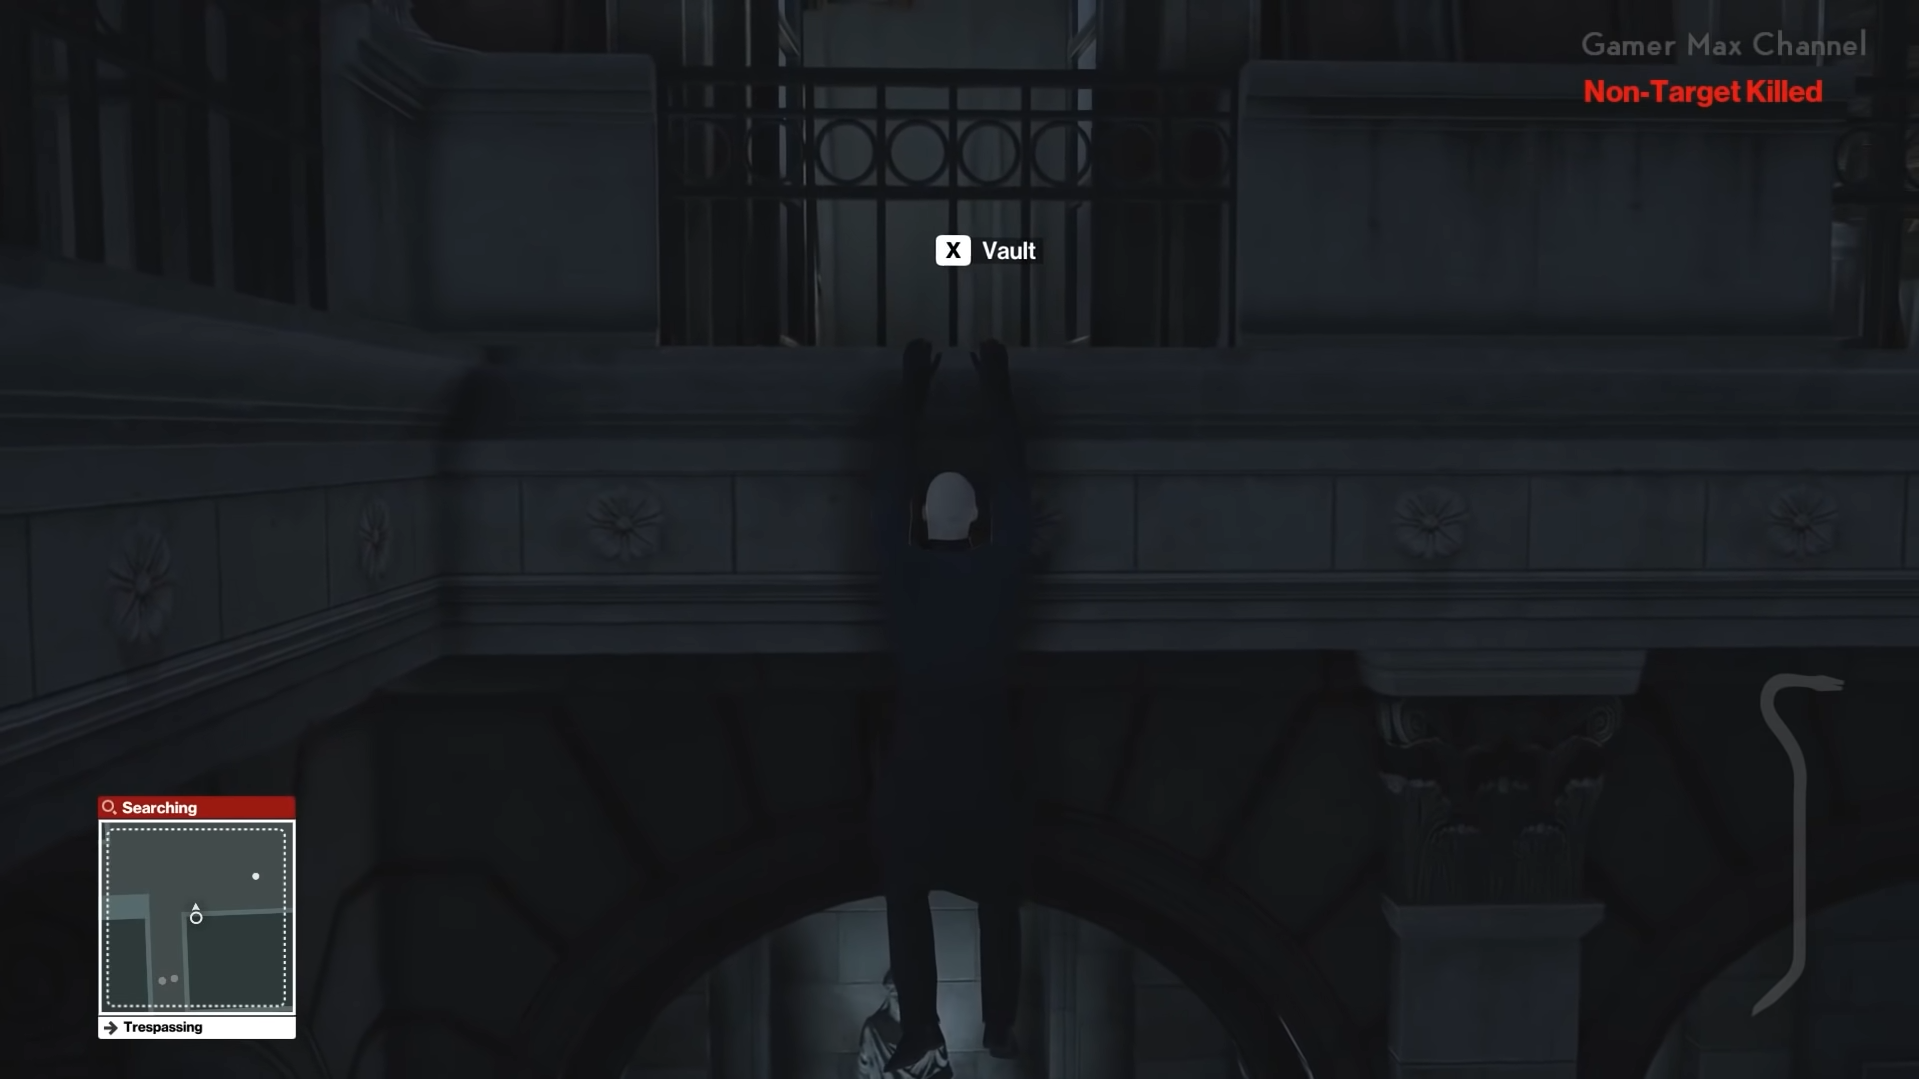 Gamer Max Channel
Non-Target Killed
X Vault
Searching
Trespassing